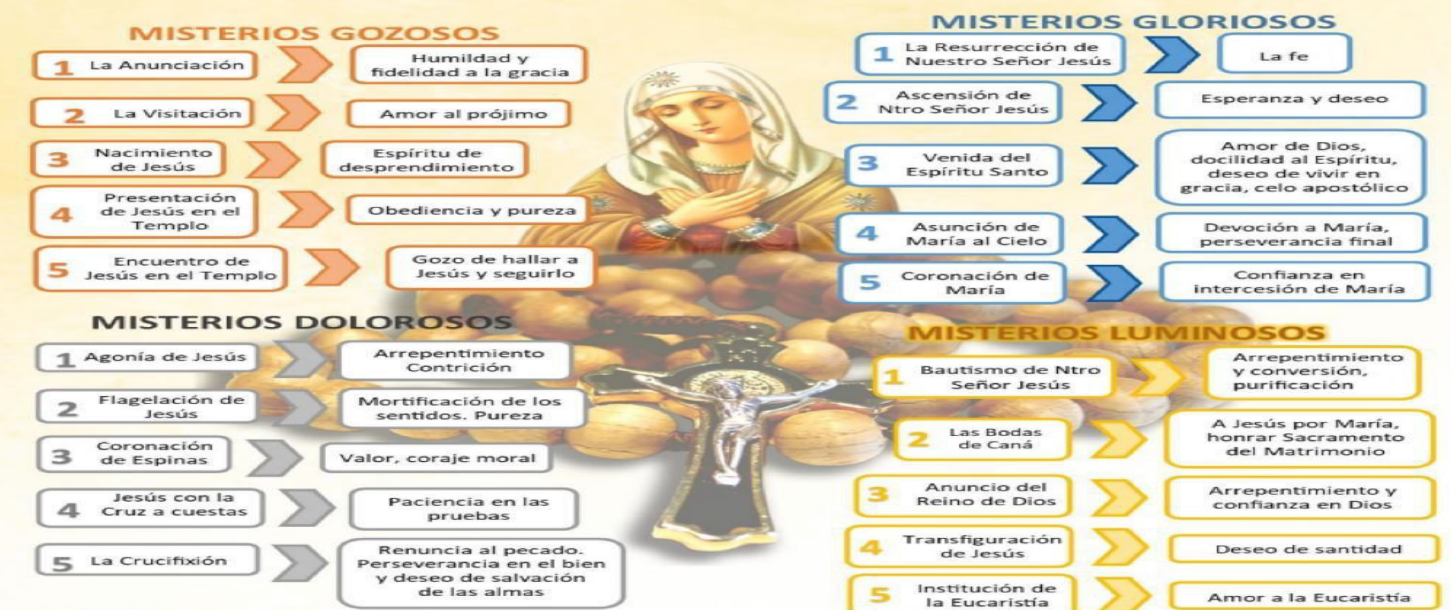 MISTERIOS GOZOSOS
1 La Anunciación
Humildad y
fidelidad a la gracia
2 La Visitación
Amor al prójimo
3 Nacimiento
de Jesús
Espíritu de
desprendimiento
4 Presentación
de Jesús en el
Templo
Obediencia y pureza
5 Encuentro de
Jesús en el Templo
Gozo de hallar a
Jesús y seguirlo
MISTERIOS GLORIOSOS
1 La Resurrección de
Nuestro Señor Jesús
La fe
2 Ascensión de
Ntro Señor Jesús
Esperanza y deseo
3 Venida del
Espíritu Santo
Amor de Dios,
docilidad al Espíritu,
deseo de vivir en
gracia, celo apostólico
4 Asunción de
María al Cielo
Devoción a María,
perseverancia final
5 Coronación de
María
Confianza en
intercesión de María
MISTERIOS DOLOROSOS
1 Agonía de Jesús
Arrepentimiento
Contrición
2 Flagelación de
Jesús
Mortificación de los
sentidos. Pureza
3 Coronación
de Espinas
Valor, coraje moral
4 Jesús con la
Cruz a cuestas
Paciencia en las
pruebas
5 La Crucifixión
Renuncia al pecado.
Perseverancia en el bien
y deseo de salvación
de las almas
MISTERIOS LUMINOSOS
1 Bautismo de Ntro
Señor Jesús
Arrepentimiento
y conversión,
purificación
2 Las Bodas
de Caná
A Jesús por María,
honrar Sacramento
del Matrimonio
3 Anuncio del
Reino de Dios
Arrepentimiento y
confianza en Dios
4 Transfiguración
de Jesús
Deseo de santidad
5 Institución de
la Eucaristía
Amor a la Eucaristía